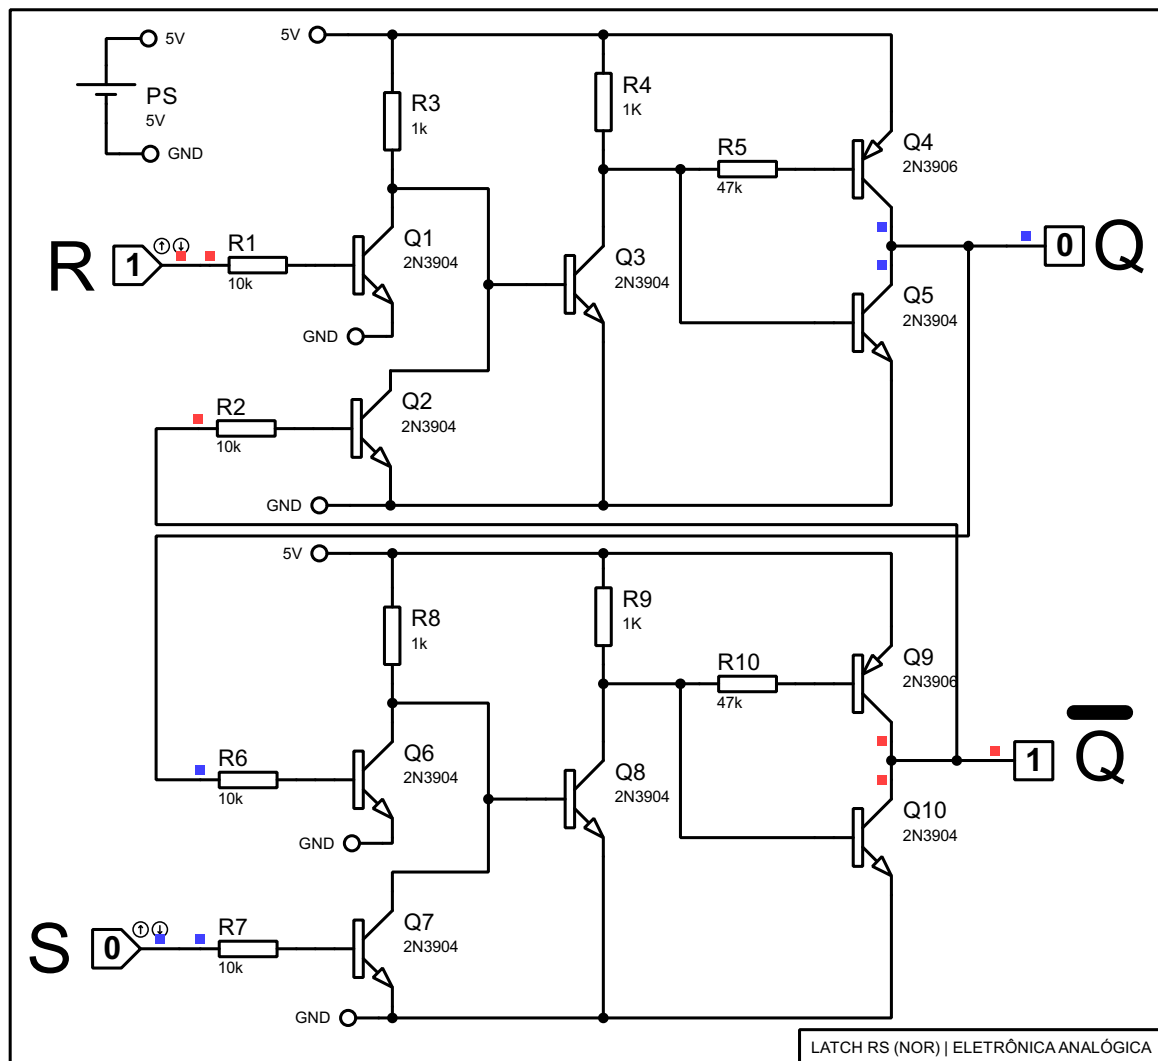 5V
PS
5V
GND
5V
R3
1k
R4
1K
R5
47k
Q4
2N3906
R
1
R1
10k
Q1
2N3904
GND
Q3
2N3904
0
Q
Q5
2N3904
R2
10k
Q2
2N3904
GND
5V
R8
1k
R9
1K
R10
47k
Q9
2N3906
R6
10k
Q6
2N3904
GND
Q8
2N3904
1
Q
Q10
2N3904
S
0
R7
10k
Q7
2N3904
GND
LATCH RS (NOR) | ELETRÔNICA ANALÓGICA